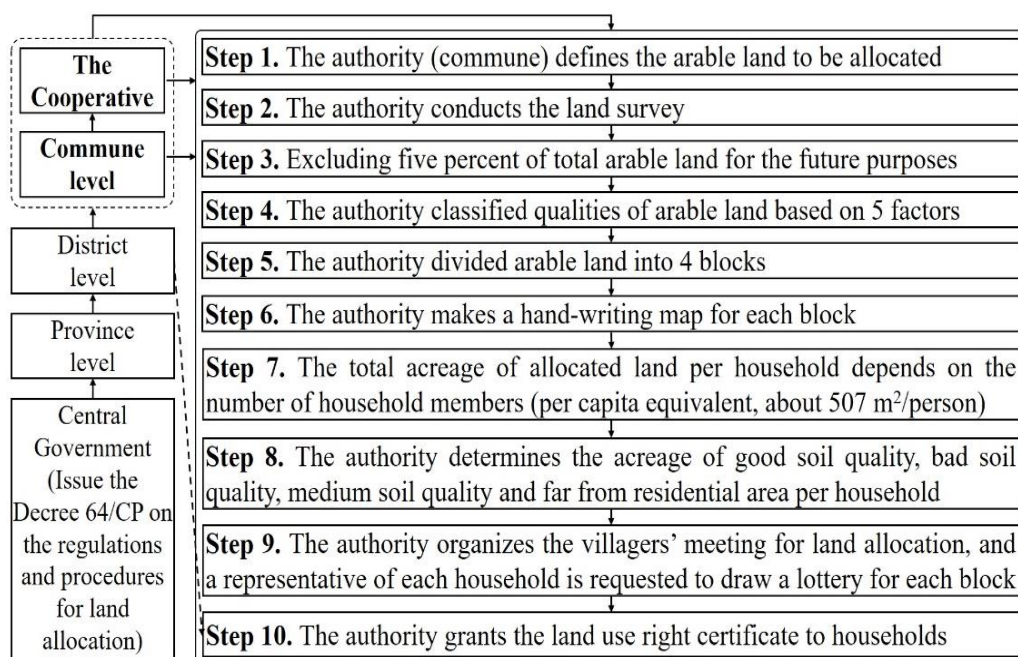 The
Cooperative
Commune
level
District
level
Province
level
Central
Government
(Issue the
Decree 64/CP on
the regulations
and procedures
for land
allocation)
Step 1. The authority (commune) defines the arable land to be allocated
Step 2. The authority conducts the land survey
Step 3. Excluding five percent of total arable land for the future purposes
Step 4. The authority classified qualities of arable land based on 5 factors
Step 5. The authority divided arable land into 4 blocks
Step 6. The authority makes a hand-writing map for each block
Step 7. The total acreage of allocated land per household depends on the
number of household members (per capita equivalent, about 507 m²/person)
Step 8. The authority determines the acreage of good soil quality, bad soil
quality, medium soil quality and far from residential area per household
Step 9. The authority organizes the villagers’ meeting for land allocation, and
a representative of each household is requested to draw a lottery for each block
Step 10. The authority grants the land use right certificate to households